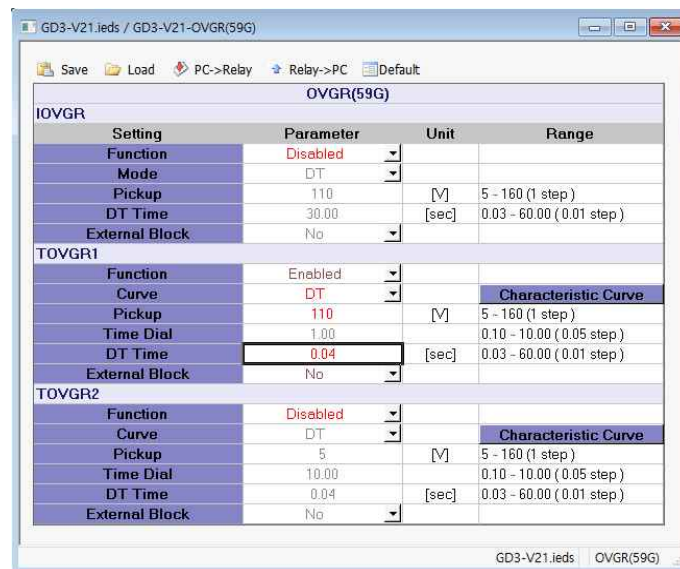 GD3-V21.ieds / GD3-V21-OVGR(59G)
Save Load PC->Relay Relay->PC Default
OVGR(59G)
IOVGR
Setting Parameter Unit Range
Function Disabled
Mode DT
Pickup 110 [V] 5 - 160 (1 step )
DT Time 30.00 [sec] 0.03 - 60.00 ( 0.01 step )
External Block No
TOVGR1
Function Enabled
Curve DT Characteristic Curve
Pickup 110 [V] 5 - 160 (1 step )
Time Dial 1.00 0.10 - 10.00 ( 0.05 step )
DT Time 0.04 [sec] 0.03 - 60.00 ( 0.01 step )
External Block No
TOVGR2
Function Disabled
Curve DT Characteristic Curve
Pickup 5 [V] 5 - 160 (1 step )
Time Dial 10.00 0.10 - 10.00 ( 0.05 step )
DT Time 0.04 [sec] 0.03 - 60.00 ( 0.01 step )
External Block No
GD3-V21.ieds OVGR(59G)